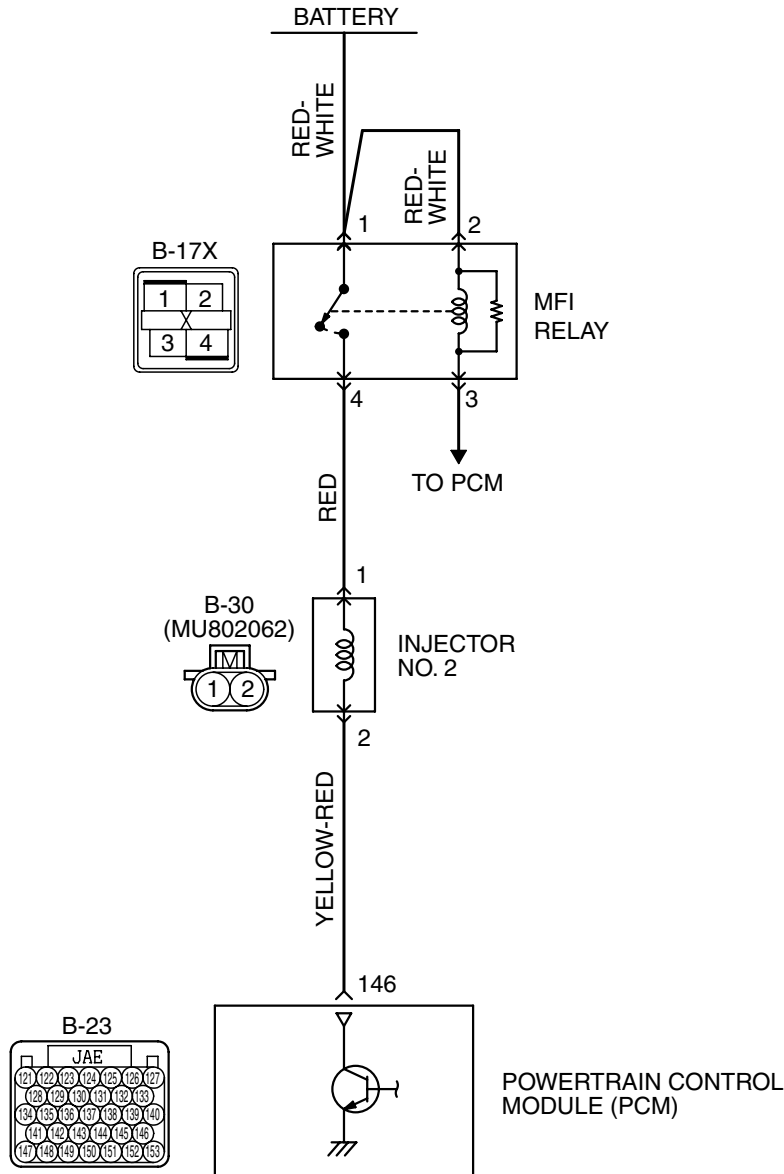 BATTERY
RED-
WHITE
RED-
WHITE
1
2
B-17X
1 2
3 4
MFI
RELAY
4
3
TO PCM
RED
1
B-30
(MU802062)
1 2
INJECTOR
NO. 2
2
YELLOW-RED
146
B-23
JAE
121 122 123 124 125 126 127
128 129 130 131 132 133
134 135 136 137 138 139 140
141 142 143 144 145 146
147 148 149 150 151 152 153
POWERTRAIN CONTROL
MODULE (PCM)